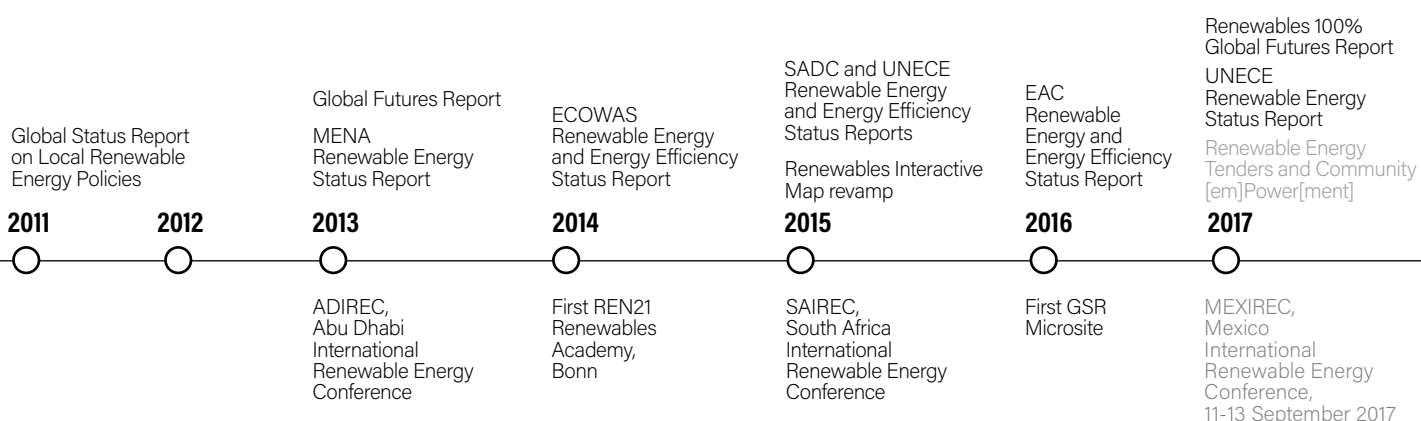 Global Status Report
on Local Renewable
Energy Policies
2011
2012
Global Futures Report
MENA
Renewable Energy
Status Report
2013
ADIREC,
Abu Dhabi
International
Renewable Energy
Conference
ECOWAS
Renewable Energy
and Energy Efficiency
Status Report
2014
First REN21
Renewables
Academy,
Bonn
SADC and UNECE
Renewable Energy
and Energy Efficiency
Status Reports
Renewables Interactive
Map revamp
2015
SAIREC,
South Africa
International
Renewable Energy
Conference
EAC
Renewable
Energy and
Energy Efficiency
Status Report
2016
First GSR
Microsite
Renewables 100%
Global Futures Report
UNECE
Renewable Energy
Status Report
Renewable Energy
Tenders and Community
[em]Power[ment]
2017
MEXIREC,
Mexico
International
Renewable Energy
Conference,
11-13 September 2017